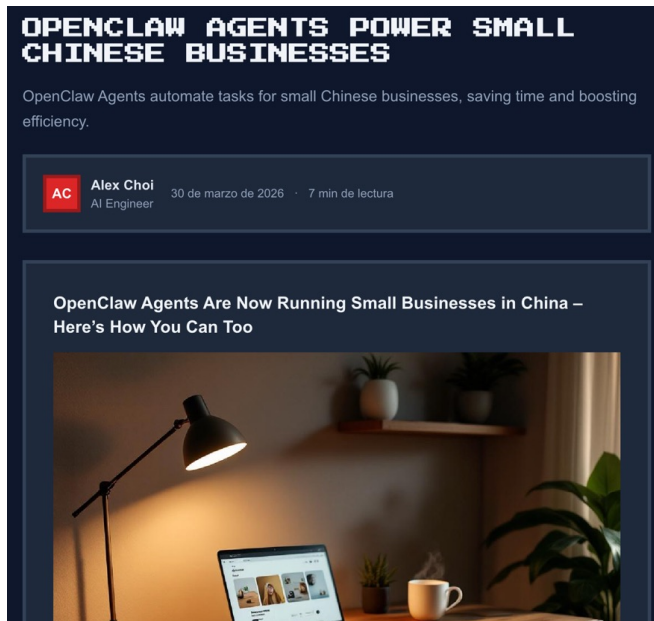 OPENCLAW AGENTS POWER SMALL
CHINESE BUSINESSES
OpenClaw Agents automate tasks for small Chinese businesses, saving time and boosting
efficiency.
AC
Alex Choi
AI Engineer
30 de marzo de 2026 · 7 min de lectura
OpenClaw Agents Are Now Running Small Businesses in China –
Here's How You Can Too